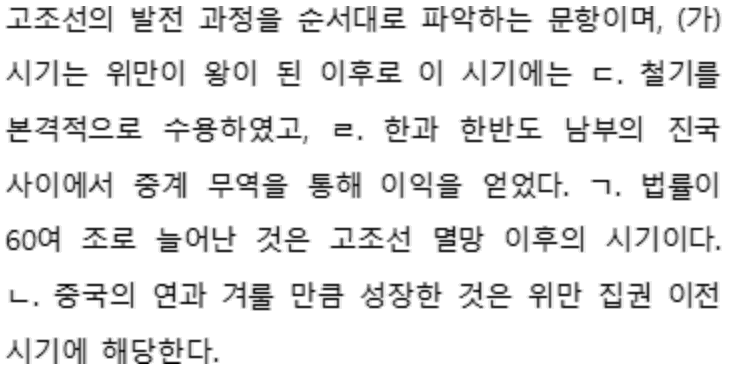 고조선의 발전 과정을 순서대로 파악하는 문항이며, (가)
시기는 위만이 왕이 된 이후로 이 시기에는 ㄷ. 철기를
본격적으로 수용하였고, ㄹ. 한과 한반도 남부의 진국
사이에서 중계 무역을 통해 이익을 얻었다. ㄱ. 법률이
60여 조로 늘어난 것은 고조선 멸망 이후의 시기이다.
ㄴ. 중국의 연과 겨룰 만큼 성장한 것은 위만 집권 이전
시기에 해당한다.